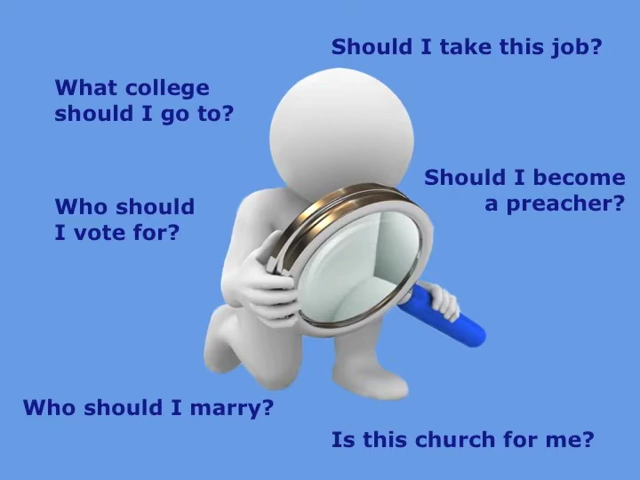 Should I take this job?
What college
should I go to?
Should I become
a preacher?
Who should
I vote for?
Who should I marry?
Is this church for me?